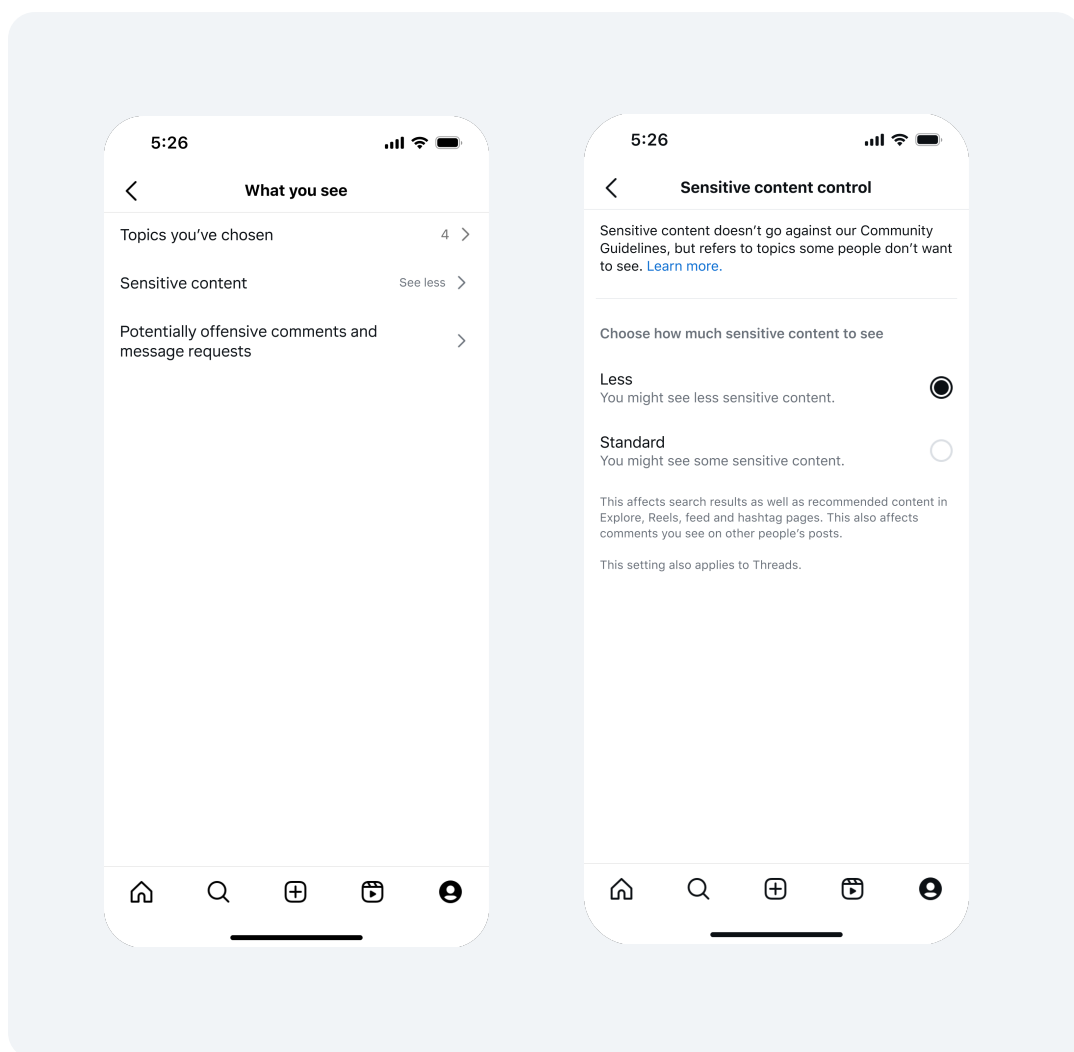 5:26
What you see
Topics you’ve chosen 4
Sensitive content See less
Potentially offensive comments and
message requests
5:26
Sensitive content control
Sensitive content doesn’t go against our Community
Guidelines, but refers to topics some people don’t want
to see. Learn more.
Choose how much sensitive content to see
Less
You might see less sensitive content.
Standard
You might see some sensitive content.
This affects search results as well as recommended content in
Explore, Reels, feed and hashtag pages. This also affects
comments you see on other people’s posts.
This setting also applies to Threads.